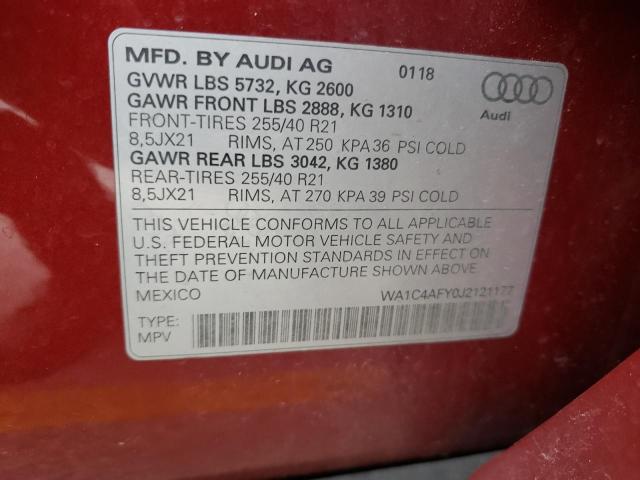 MFD. BY AUDI AG 0118
GVWR LBS 5732, KG 2600
GAWR FRONT LBS 2888, KG 1310
FRONT-TIRES 255/40 R21
8,5JX21 RIMS, AT 250 KPA 36 PSI COLD
GAWR REAR LBS 3042, KG 1380
REAR-TIRES 255/40 R21
8,5JX21 RIMS, AT 270 KPA 39 PSI COLD
Audi
THIS VEHICLE CONFORMS TO ALL APPLICABLE
U.S. FEDERAL MOTOR VEHICLE SAFETY AND
THEFT PREVENTION STANDARDS IN EFFECT ON
THE DATE OF MANUFACTURE SHOWN ABOVE
MEXICO WA1C4AFY0J2121177
TYPE:
MPV